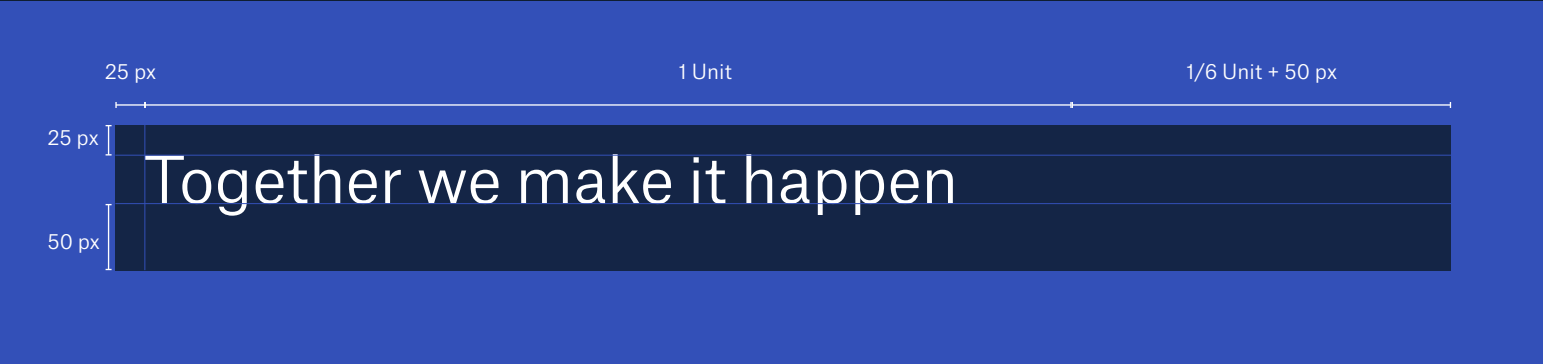 25 px
1 Unit
1/6 Unit + 50 px
25 px
Together we make it happen
50 px